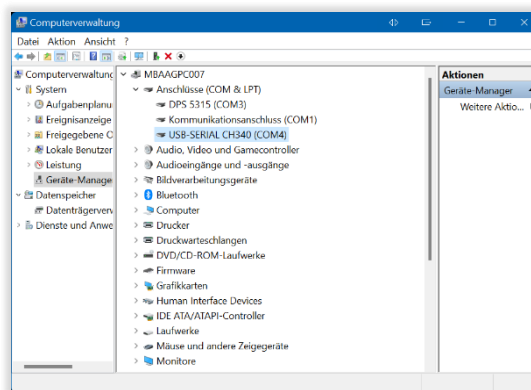 Computerverwaltung
Datei Aktion Ansicht ?
Computerverwaltung
System
Aufgabenplanu
Ereignisanzeige
Freigegebene O
Lokale Benutzer
Leistung
Geräte-Manage
Datenspeicher
Datenträgerverv
Dienste und Anwe
MBAAGPC007
Anschlüsse (COM & LPT)
DPS 5315 (COM3)
Kommunikationsanschluss (COM1)
USB-SERIAL CH340 (COM4)
Audio, Video und Gamecontroller
Audioeingänge und -ausgänge
Bildverarbeitungsgeräte
Bluetooth
Computer
Drucker
Druckwarteschlangen
DVD/CD-ROM-Laufwerke
Firmware
Grafikkarten
Human Interface Devices
IDE ATA/ATAPI-Controller
Laufwerke
Mäuse und andere Zeigegeräte
Monitore
Aktionen
Geräte-Manager
Weitere Aktio...